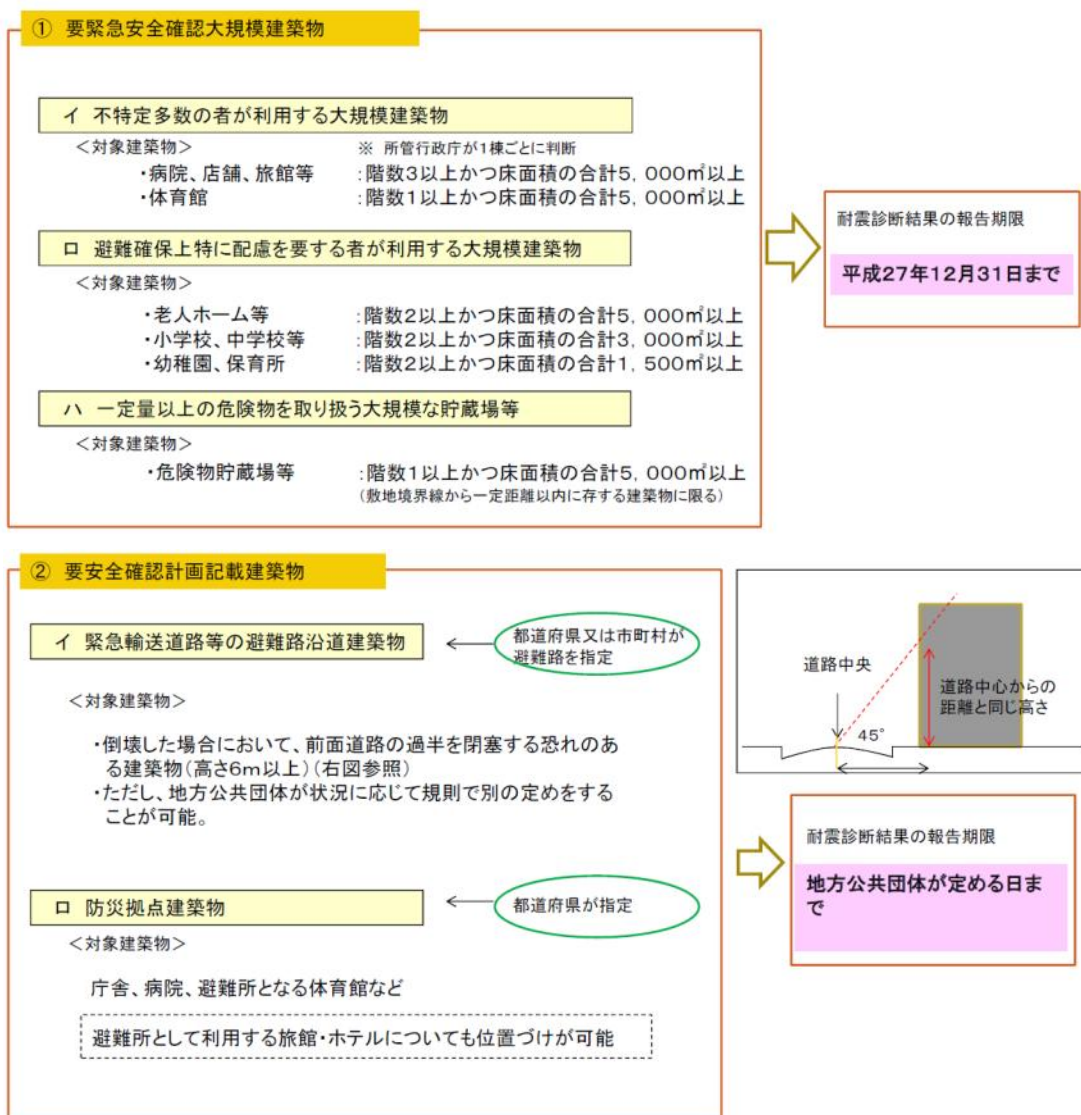 ① 要緊急安全確認大規模建築物
イ 不特定多数の者が利用する大規模建築物
<対象建築物>
※ 所管行政庁が1棟ごとに判断
・病院、店舗、旅館等 :階数3以上かつ床面積の合計5,000㎡以上
・体育館 :階数1以上かつ床面積の合計5,000㎡以上
ロ 避難確保上特に配慮を要する者が利用する大規模建築物
<対象建築物>
・老人ホーム等 :階数2以上かつ床面積の合計5,000㎡以上
・小学校、中学校等 :階数2以上かつ床面積の合計3,000㎡以上
・幼稚園、保育所 :階数2以上かつ床面積の合計1,500㎡以上
ハ 一定量以上の危険物を取り扱う大規模な貯蔵場等
<対象建築物>
・危険物貯蔵場等 :階数1以上かつ床面積の合計5,000㎡以上
(敷地境界線から一定距離以内に存する建築物に限る)
耐震診断結果の報告期限
平成27年12月31日まで
② 要安全確認計画記載建築物
イ 緊急輸送道路等の避難路沿道建築物
都道府県又は市町村が
避難路を指定
<対象建築物>
・倒壊した場合において、前面道路の過半を閉塞する恐れのあ
る建築物(高さ6m以上)(右図参照)
・ただし、地方公共団体が状況に応じて規則で別の定めをする
ことが可能。
ロ 防災拠点建築物
都道府県が指定
<対象建築物>
庁舎、病院、避難所となる体育館など
避難所として利用する旅館・ホテルについても位置づけが可能
道路中央
道路中心からの
距離と同じ高さ
45°
耐震診断結果の報告期限
地方公共団体が定める日ま
で